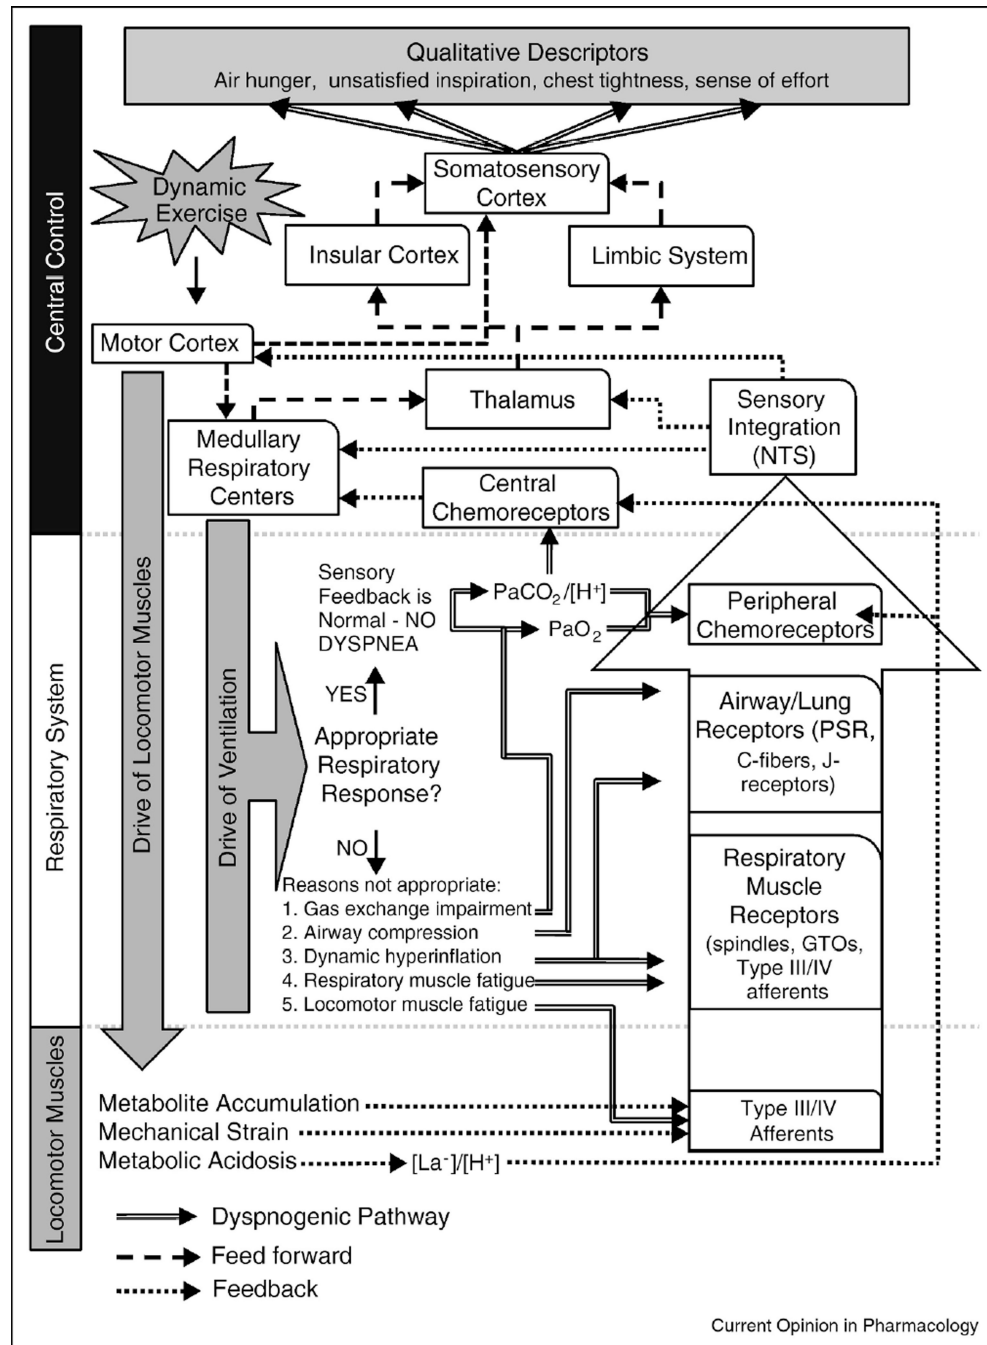 Qualitative Descriptors
Air hunger, unsatisfied inspiration, chest tightness, sense of effort
Central Control
Dynamic
Exercise
Somatosensory
Cortex
Insular Cortex
Limbic System
Motor Cortex
Thalamus
Sensory
Integration
(NTS)
Medullary
Respiratory
Centers
Central
Chemoreceptors
Respiratory System
Drive of Locomotor Muscles
Drive of Ventilation
Sensory
Feedback is
Normal - NO
DYSPNEA
PaCO₂/[H⁺]
PaO₂
Peripheral
Chemoreceptors
YES
Appropriate
Respiratory
Response?
NO
Airway/Lung
Receptors (PSR,
C-fibers, J-
receptors)
Reasons not appropriate:
1. Gas exchange impairment
2. Airway compression
3. Dynamic hyperinflation
4. Respiratory muscle fatigue
5. Locomotor muscle fatigue
Respiratory
Muscle
Receptors
(spindles, GTOs,
Type III/IV
afferents
Locomotor Muscles
Metabolite Accumulation
Mechanical Strain
Metabolic Acidosis
[La⁻]/[H⁺]
Type III/IV
Afferents
Dyspnogenic Pathway
Feed forward
Feedback
Current Opinion in Pharmacology